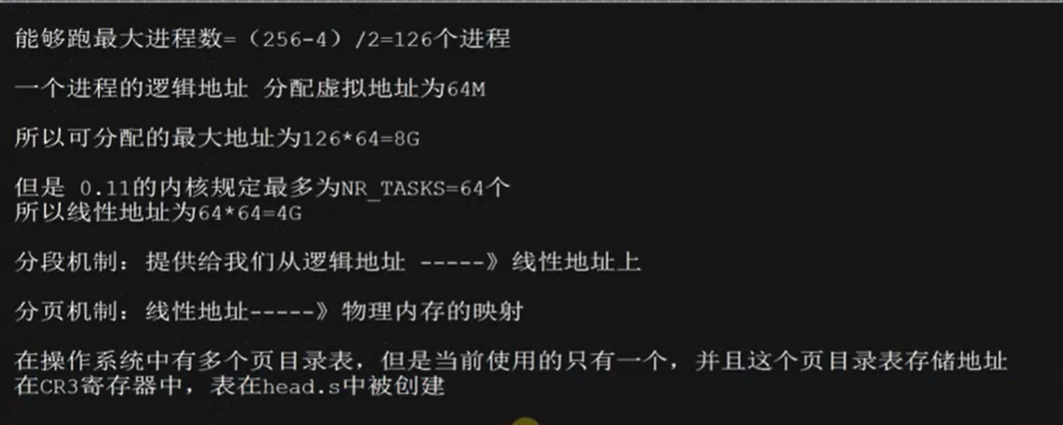 能够跑最大进程数=（256-4）/2=126个进程
一个进程的逻辑地址 分配虚拟地址为64M
所以可分配的最大地址为126*64=8G
但是 0.11的内核规定最多为NR_TASKS=64个
所以线性地址为64*64=4G
分段机制：提供给我们从逻辑地址 -----》线性地址上
分页机制：线性地址-----》物理内存的映射
在操作系统中有多个页目录表，但是当前使用的只有一个，并且这个页目录表存储地址
在CR3寄存器中，表在head.s中被创建